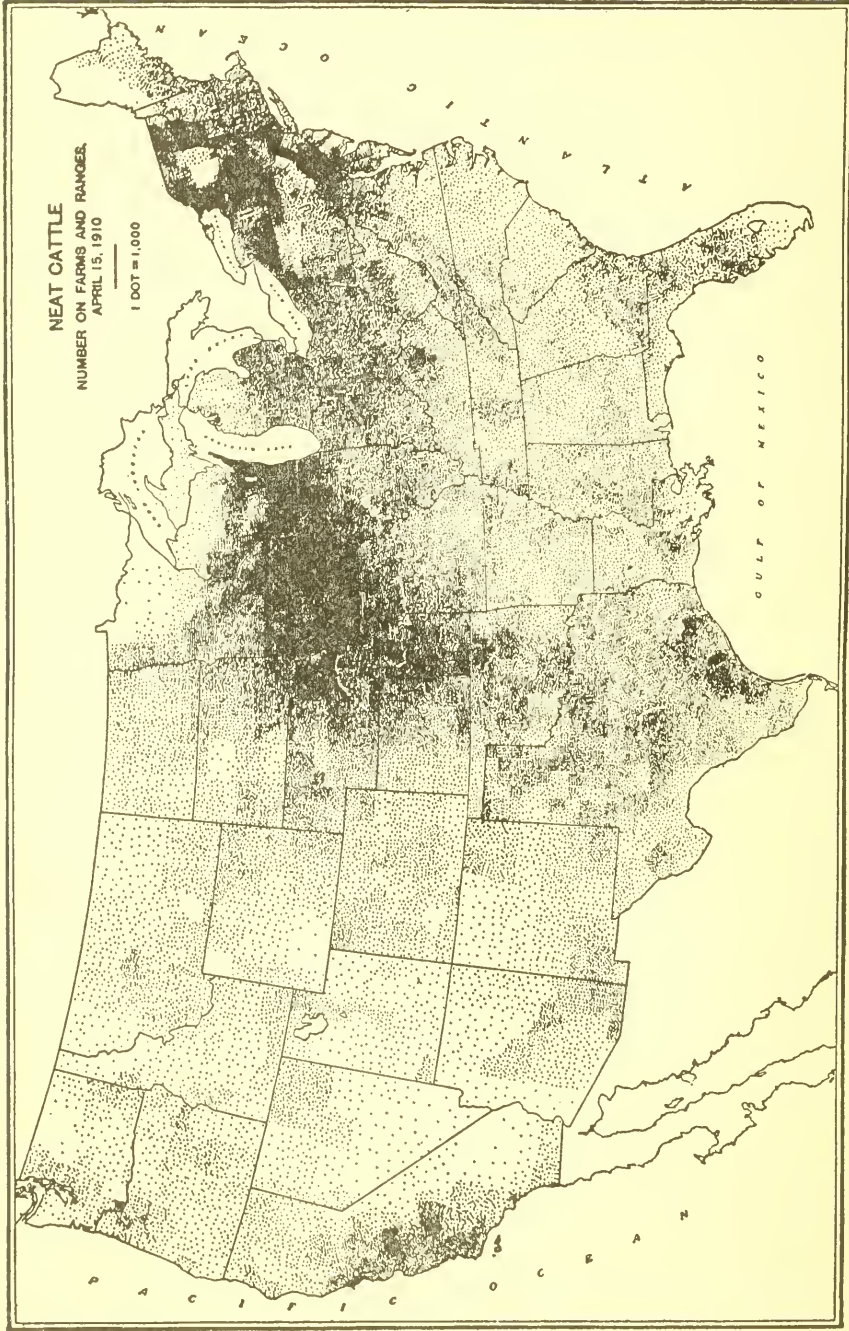 NEAT CATTLE
NUMBER ON FARMS AND RANGES,
APRIL 15, 1910
1 DOT = 1,000
ATLANTIC OCEAN
GULF OF MEXICO
PACIFIC OCEAN